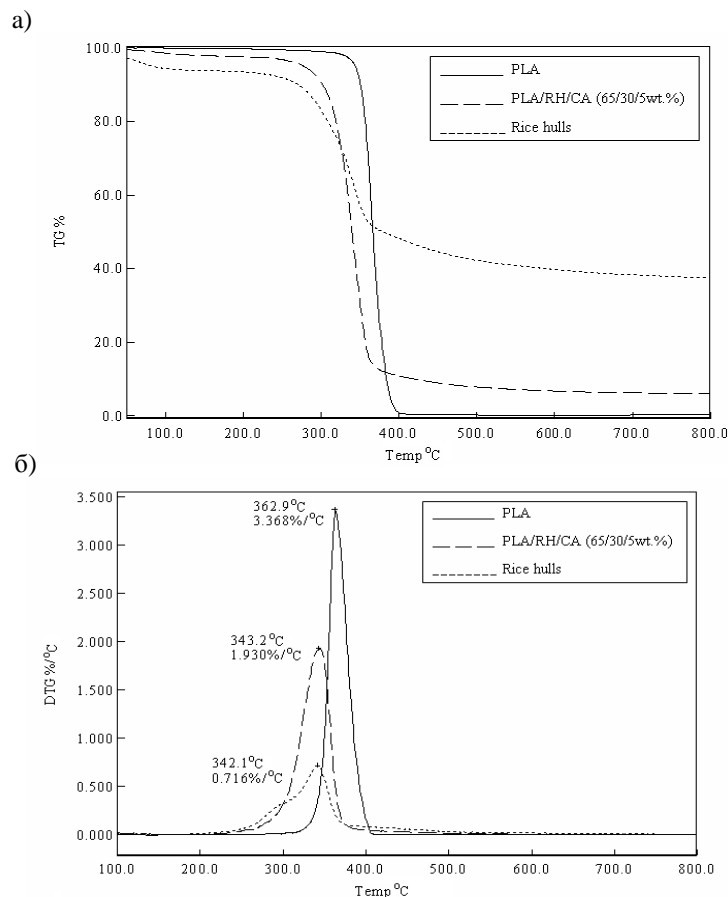 а)
100.0
80.0
60.0
40.0
20.0
0.0
TG %
PLA
PLA/RH/CA (65/30/5wt.%)
Rice hulls
100.0 200.0 300.0 400.0 500.0 600.0 700.0 800.0
Temp °C
б)
3.500
3.000
2.500
2.000
1.500
1.000
0.500
0.000
DTG %/°C
362.9°C
3.368%/°C
343.2°C
1.930%/°C
342.1°C
0.716%/°C
PLA
PLA/RH/CA (65/30/5wt.%)
Rice hulls
100.0 200.0 300.0 400.0 500.0 600.0 700.0 800.0
Temp °C